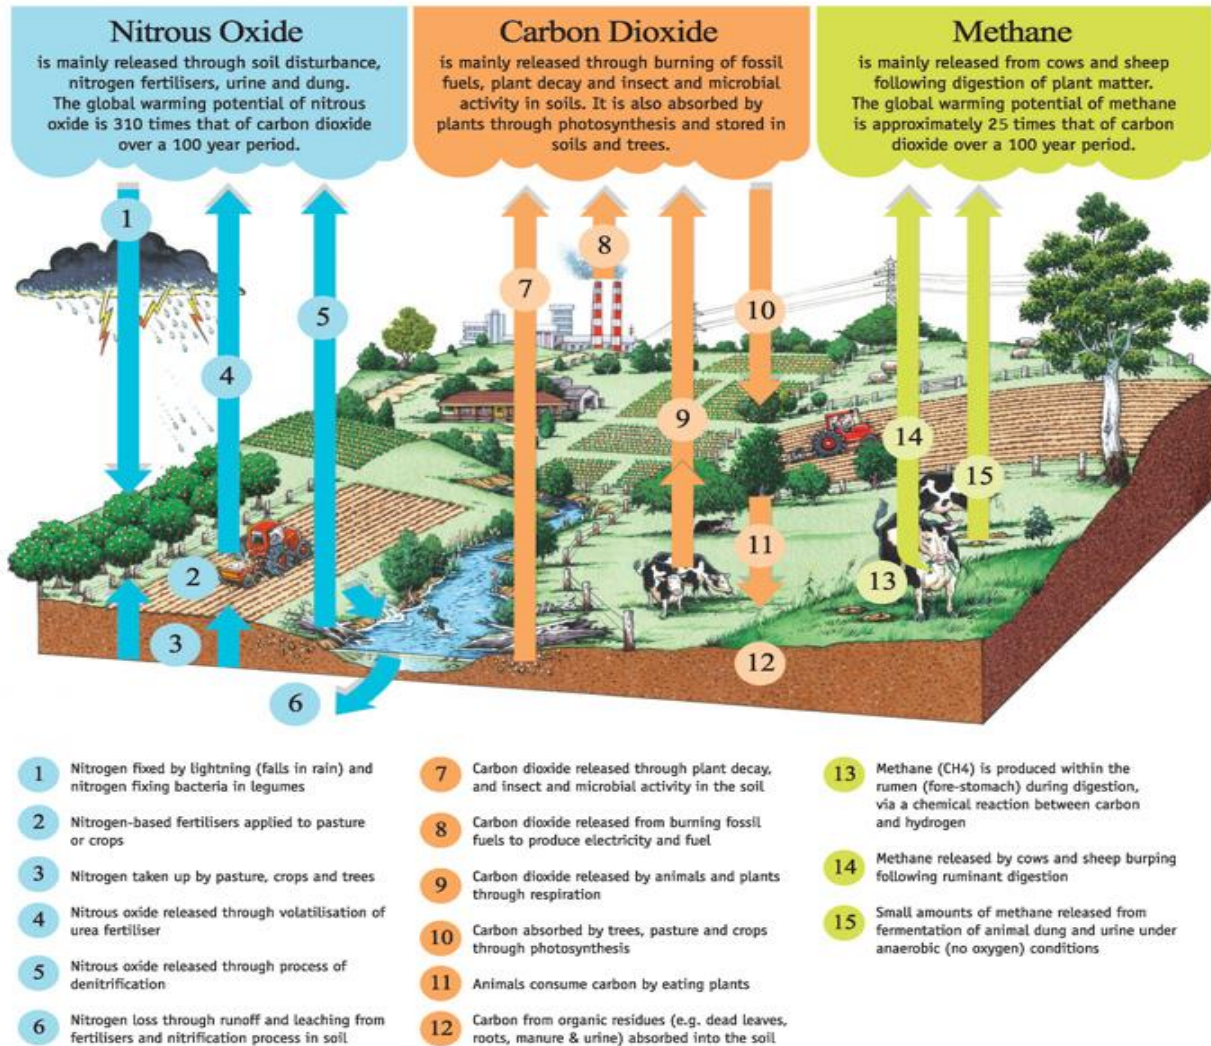 Nitrous Oxide
is mainly released through soil disturbance,
nitrogen fertilisers, urine and dung.
The global warming potential of nitrous
oxide is 310 times that of carbon dioxide
over a 100 year period.
Carbon Dioxide
is mainly released through burning of fossil
fuels, plant decay and insect and microbial
activity in soils. It is also absorbed by
plants through photosynthesis and stored in
soils and trees.
Methane
is mainly released from cows and sheep
following digestion of plant matter.
The global warming potential of methane
is approximately 25 times that of carbon
dioxide over a 100 year period.
1
2
3
4
5
6
7
8
9
10
11
12
13
14
15
1 Nitrogen fixed by lightning (falls in rain) and
nitrogen fixing bacteria in legumes
2 Nitrogen-based fertilisers applied to pasture
or crops
3 Nitrogen taken up by pasture, crops and trees
4 Nitrous oxide released through volatilisation of
urea fertiliser
5 Nitrous oxide released through process of
denitrification
6 Nitrogen loss through runoff and leaching from
fertilisers and nitrification process in soil
7 Carbon dioxide released through plant decay,
and insect and microbial activity in the soil
8 Carbon dioxide released from burning fossil
fuels to produce electricity and fuel
9 Carbon dioxide released by animals and plants
through respiration
10 Carbon absorbed by trees, pasture and crops
through photosynthesis
11 Animals consume carbon by eating plants
12 Carbon from organic residues (e.g. dead leaves,
roots, manure & urine) absorbed into the soil
13 Methane (CH4) is produced within the
rumen (fore-stomach) during digestion,
via a chemical reaction between carbon
and hydrogen
14 Methane released by cows and sheep burping
following ruminant digestion
15 Small amounts of methane released from
fermentation of animal dung and urine under
anaerobic (no oxygen) conditions